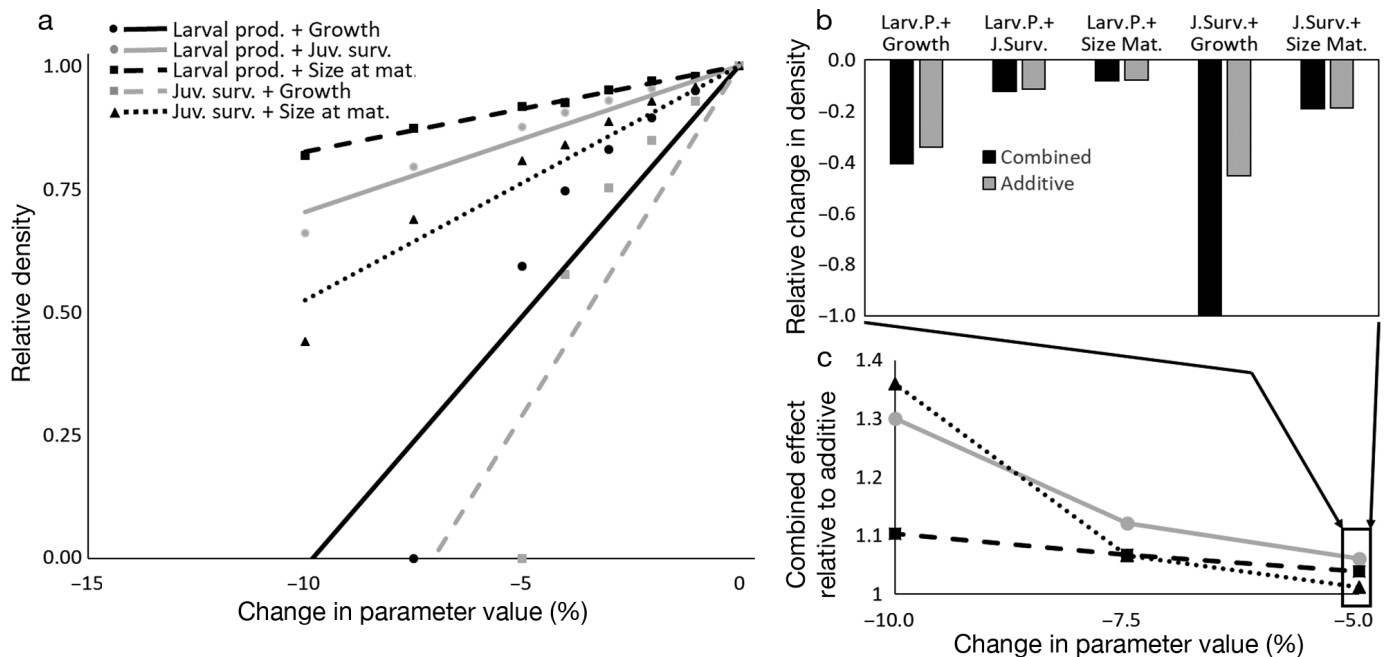 a
Larval prod. + Growth
Larval prod. + Juv. surv.
Larval prod. + Size at mat.
Juv. surv. + Growth
Juv. surv. + Size at mat.
1.00
0.75
0.50
0.25
0.00
Relative density
−15
−10
−5
0
Change in parameter value (%)
b
Larv.P.+ Larv.P.+ Larv.P.+ J.Surv.+ J.Surv.+
Growth J.Surv. Size Mat. Growth Size Mat.
0.0
−0.2
−0.4
−0.6
−0.8
−1.0
Relative change in density
Combined
Additive
c
1.4
1.3
1.2
1.1
1
Combined effect
relative to additive
−10.0
−7.5
−5.0
Change in parameter value (%)